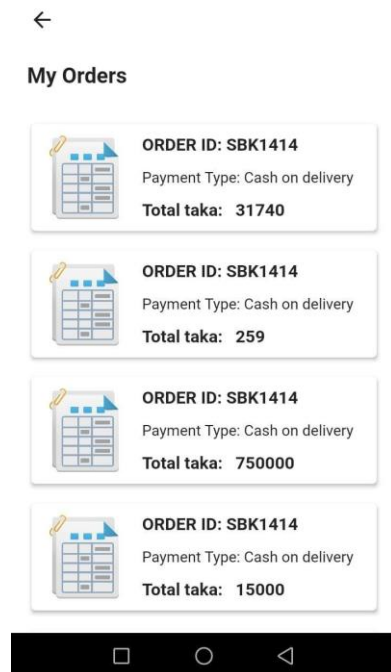 My Orders
ORDER ID: SBK1414
Payment Type: Cash on delivery
Total taka: 31740
ORDER ID: SBK1414
Payment Type: Cash on delivery
Total taka: 259
ORDER ID: SBK1414
Payment Type: Cash on delivery
Total taka: 750000
ORDER ID: SBK1414
Payment Type: Cash on delivery
Total taka: 15000